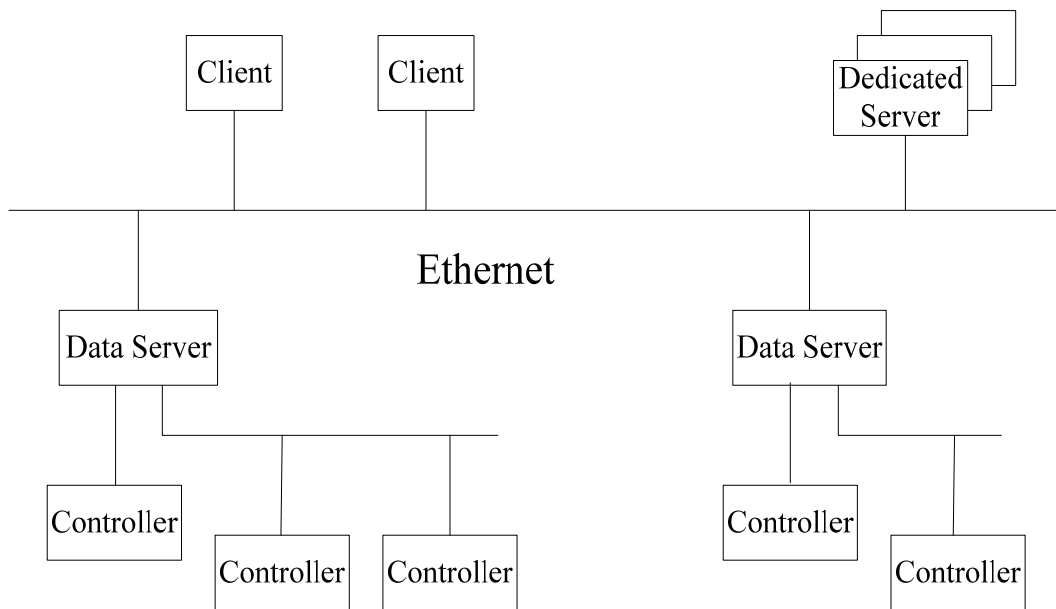 Client
Client
Dedicated
Server
Ethernet
Data Server
Data Server
Controller
Controller
Controller
Controller
Controller